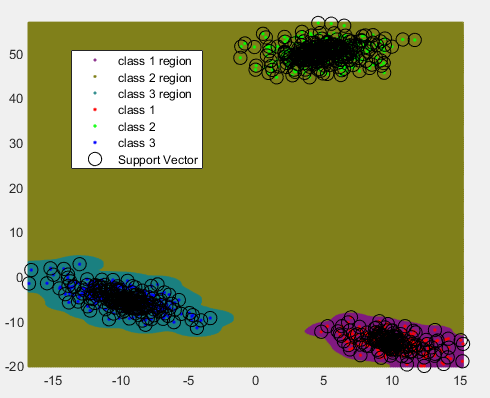 50
40
30
20
10
0
-10
-20
class 1 region
class 2 region
class 3 region
class 1
class 2
class 3
Support Vector
-15 -10 -5 0 5 10 15